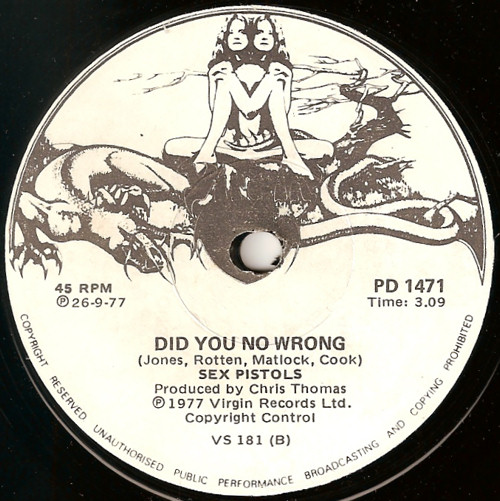 45 RPM
℗26-9-77
PD 1471
Time: 3.09
DID YOU NO WRONG
(Jones, Rotten, Matlock, Cook)
SEX PISTOLS
Produced by Chris Thomas
℗1977 Virgin Records Ltd.
Copyright Control
VS 181 (B)
COPYRIGHT RESERVED UNAUTHORISED PUBLIC PERFORMANCE BROADCASTING AND COPYING PROHIBITED